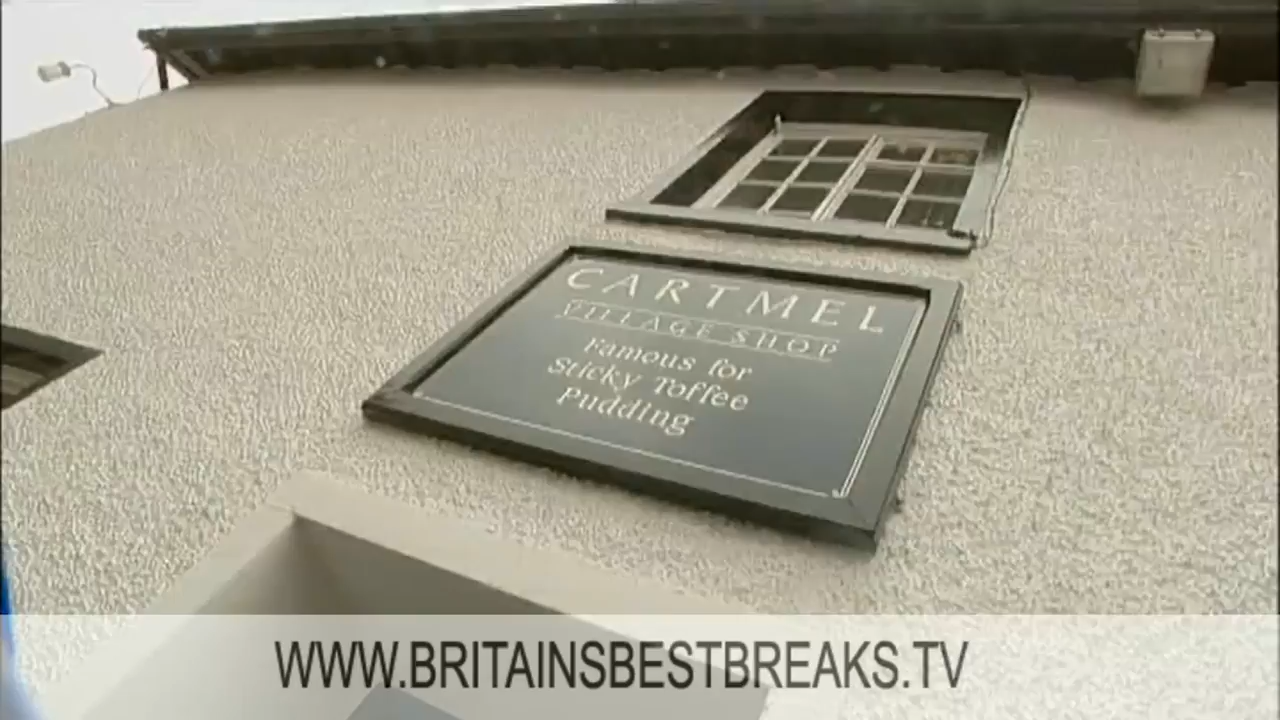 CARTMEL
VILLAGE SHOP
Famous for
Sticky Toffee
Pudding
WWW.BRITAINSBESTBREAKS.TV